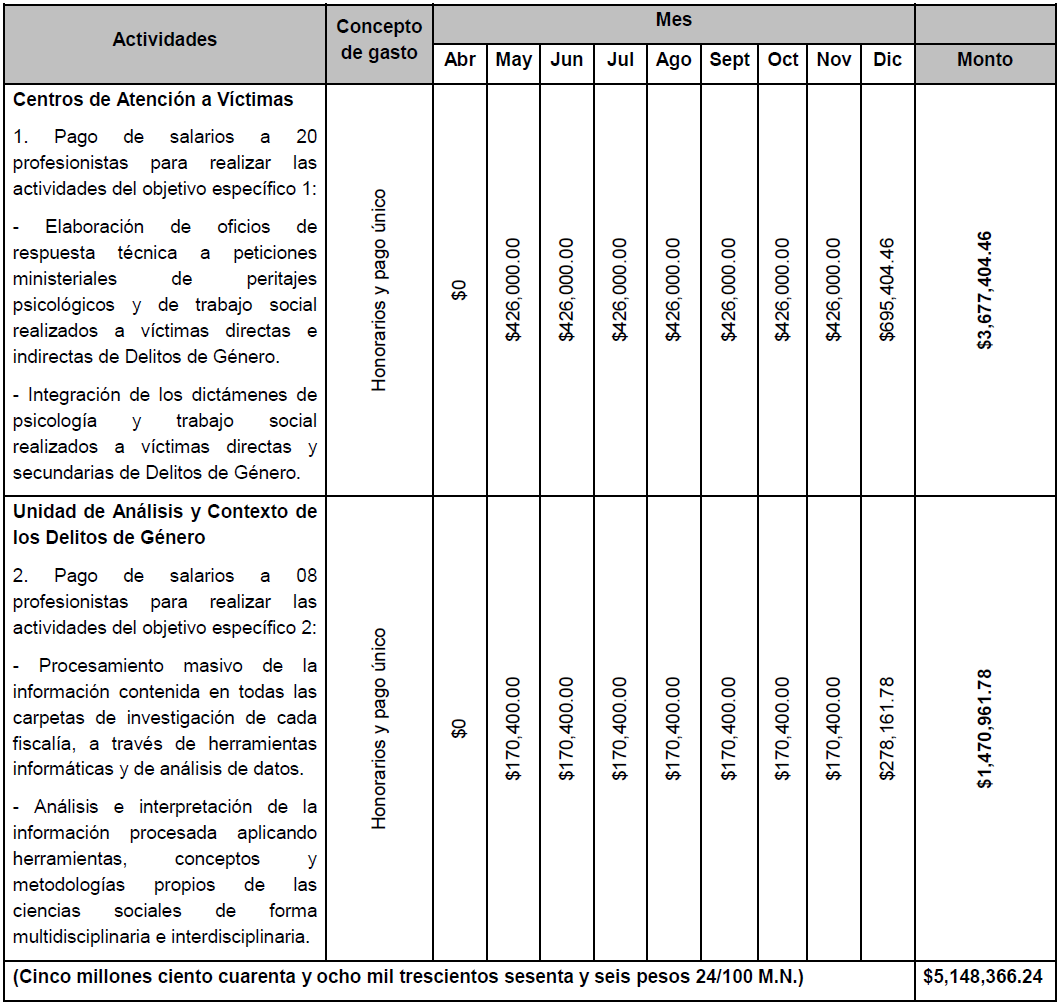 Actividades
Concepto
de gasto
Mes
Abr
May
Jun
Jul
Ago
Sept
Oct
Nov
Dic
Monto
Centros de Atención a Víctimas
1. Pago de salarios a 20
profesionistas para realizar las
actividades del objetivo específico 1:
- Elaboración de oficios de
respuesta técnica a peticiones
ministeriales de peritajes
psicológicos y de trabajo social
realizados a víctimas directas e
indirectas de Delitos de Género.
- Integración de los dictámenes de
psicología y trabajo social
realizados a víctimas directas y
secundarias de Delitos de Género.
Honorarios y pago único
$0
$426,000.00
$426,000.00
$426,000.00
$426,000.00
$426,000.00
$426,000.00
$426,000.00
$695,404.46
$3,677,404.46
Unidad de Análisis y Contexto de
los Delitos de Género
2. Pago de salarios a 08
profesionistas para realizar las
actividades del objetivo específico 2:
- Procesamiento masivo de la
información contenida en todas las
carpetas de investigación de cada
fiscalía, a través de herramientas
informáticas y de análisis de datos.
- Análisis e interpretación de la
información procesada aplicando
herramientas, conceptos y
metodologías propios de las
ciencias sociales de forma
multidisciplinaria e interdisciplinaria.
Honorarios y pago único
$0
$170,400.00
$170,400.00
$170,400.00
$170,400.00
$170,400.00
$170,400.00
$170,400.00
$278,161.78
$1,470,961.78
(Cinco millones ciento cuarenta y ocho mil trescientos sesenta y seis pesos 24/100 M.N.)
$5,148,366.24